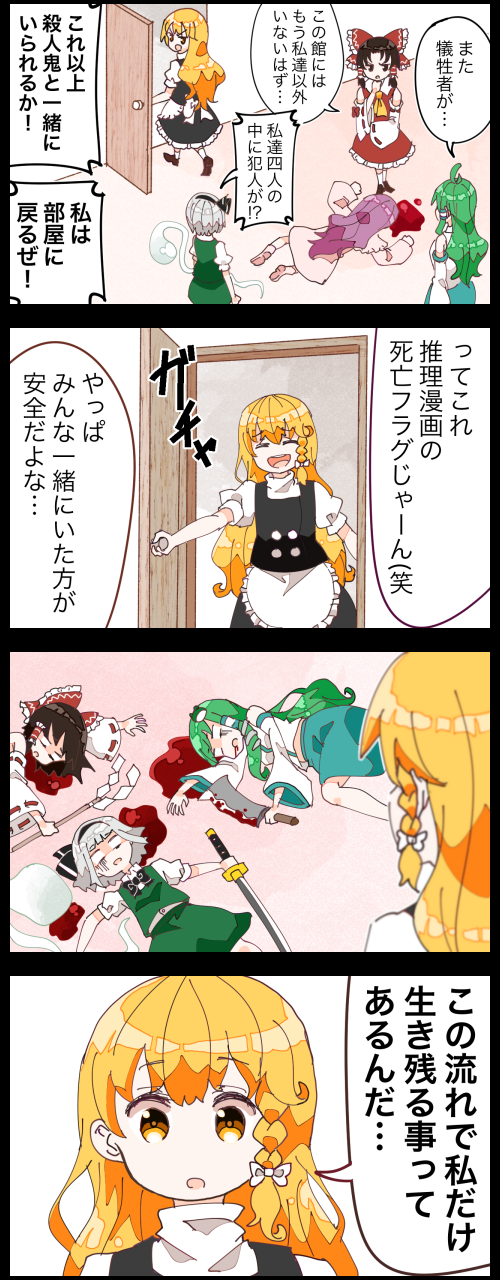 また
犠牲者が…
この館には
もう私達以外
いないはず…
私達四人の
中に犯人が!?
これ以上
殺人鬼と一緒に
いられるか！
私は
部屋に
戻るぜ！
ってこれ
推理漫画の
死亡フラグじゃーん(笑
ガチャ
やっぱ
みんな一緒にいた方が
安全だよな…
この流れで私だけ
生き残る事って
あるんだ…